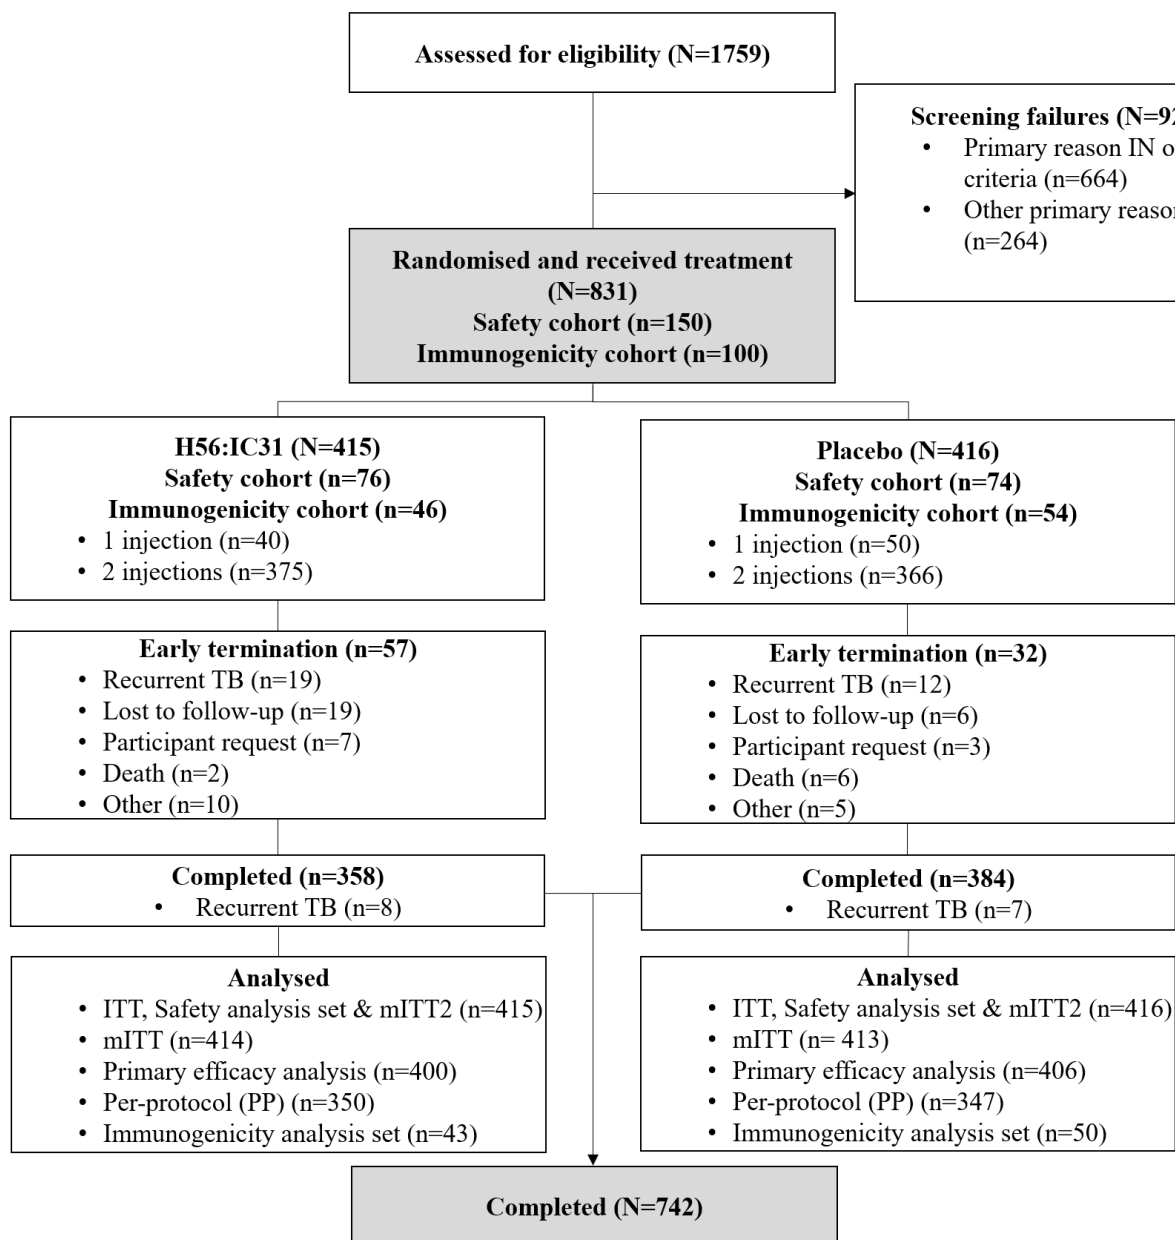 Assessed for eligibility (N=1759)
Screening failures (N=92
• Primary reason IN o
criteria (n=664)
• Other primary reason
(n=264)
Randomised and received treatment
(N=831)
Safety cohort (n=150)
Immunogenicity cohort (n=100)
H56:IC31 (N=415)
Safety cohort (n=76)
Immunogenicity cohort (n=46)
• 1 injection (n=40)
• 2 injections (n=375)
Placebo (N=416)
Safety cohort (n=74)
Immunogenicity cohort (n=54)
• 1 injection (n=50)
• 2 injections (n=366)
Early termination (n=57)
• Recurrent TB (n=19)
• Lost to follow-up (n=19)
• Participant request (n=7)
• Death (n=2)
• Other (n=10)
Early termination (n=32)
• Recurrent TB (n=12)
• Lost to follow-up (n=6)
• Participant request (n=3)
• Death (n=6)
• Other (n=5)
Completed (n=358)
• Recurrent TB (n=8)
Completed (n=384)
• Recurrent TB (n=7)
Analysed
• ITT, Safety analysis set & mITT2 (n=415)
• mITT (n=414)
• Primary efficacy analysis (n=400)
• Per-protocol (PP) (n=350)
• Immunogenicity analysis set (n=43)
Analysed
• ITT, Safety analysis set & mITT2 (n=416)
• mITT (n= 413)
• Primary efficacy analysis (n=406)
• Per-protocol (PP) (n=347)
• Immunogenicity analysis set (n=50)
Completed (N=742)